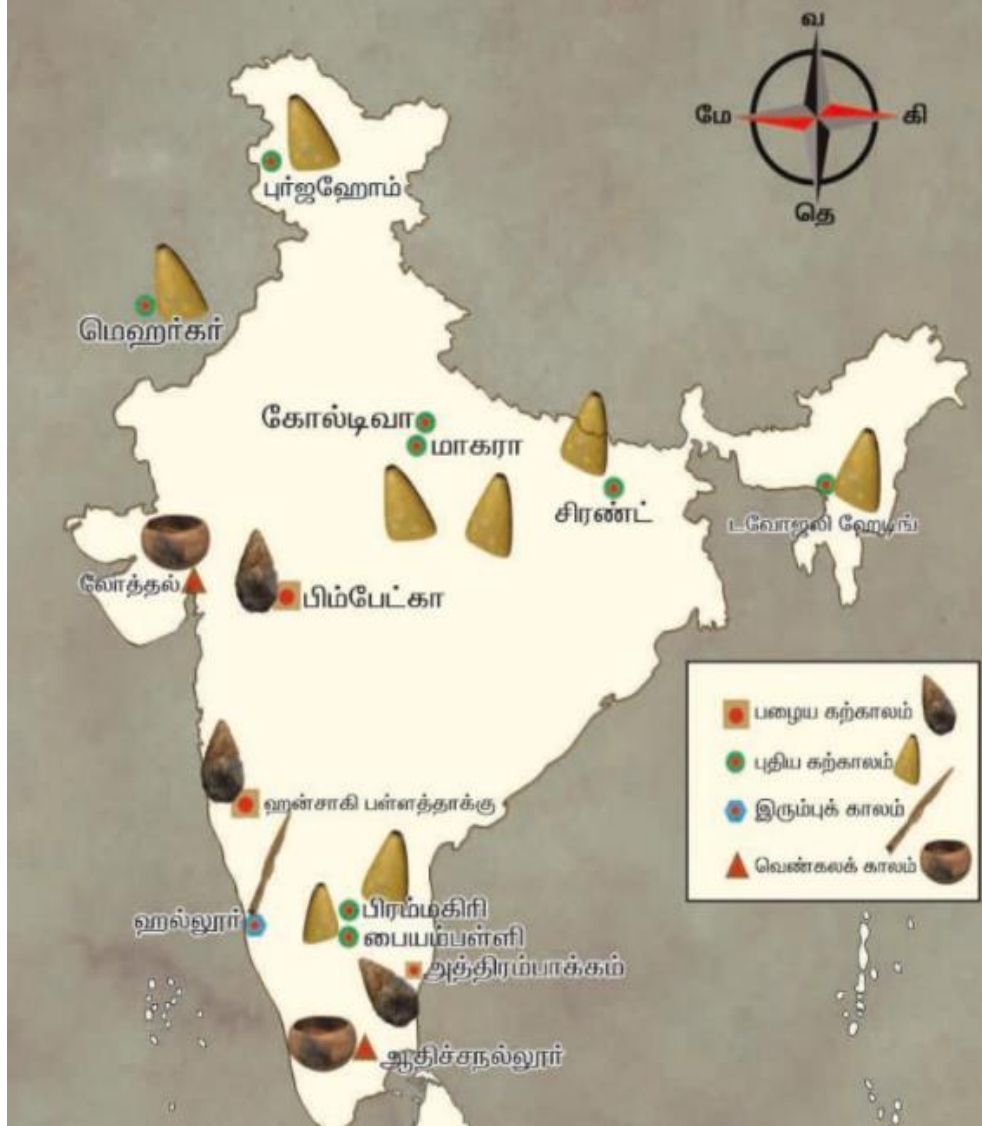 வ
மே
கி
தெ
புர்ஜஹோம்
மெஹர்கர்
கோல்டிவா
மாகரா
சிரண்ட்
டவோஜலி ஹேடிங்
லோத்தல்
பிம்பேட்கா
பழைய கற்காலம்
புதிய கற்காலம்
இரும்புக் காலம்
வெண்கலக் காலம்
ஹன்சாகி பள்ளத்தாக்கு
ஹல்லூர்
பிரம்மகிரி
பையம்பள்ளி
அத்திரம்பாக்கம்
ஆதிச்சநல்லூர்